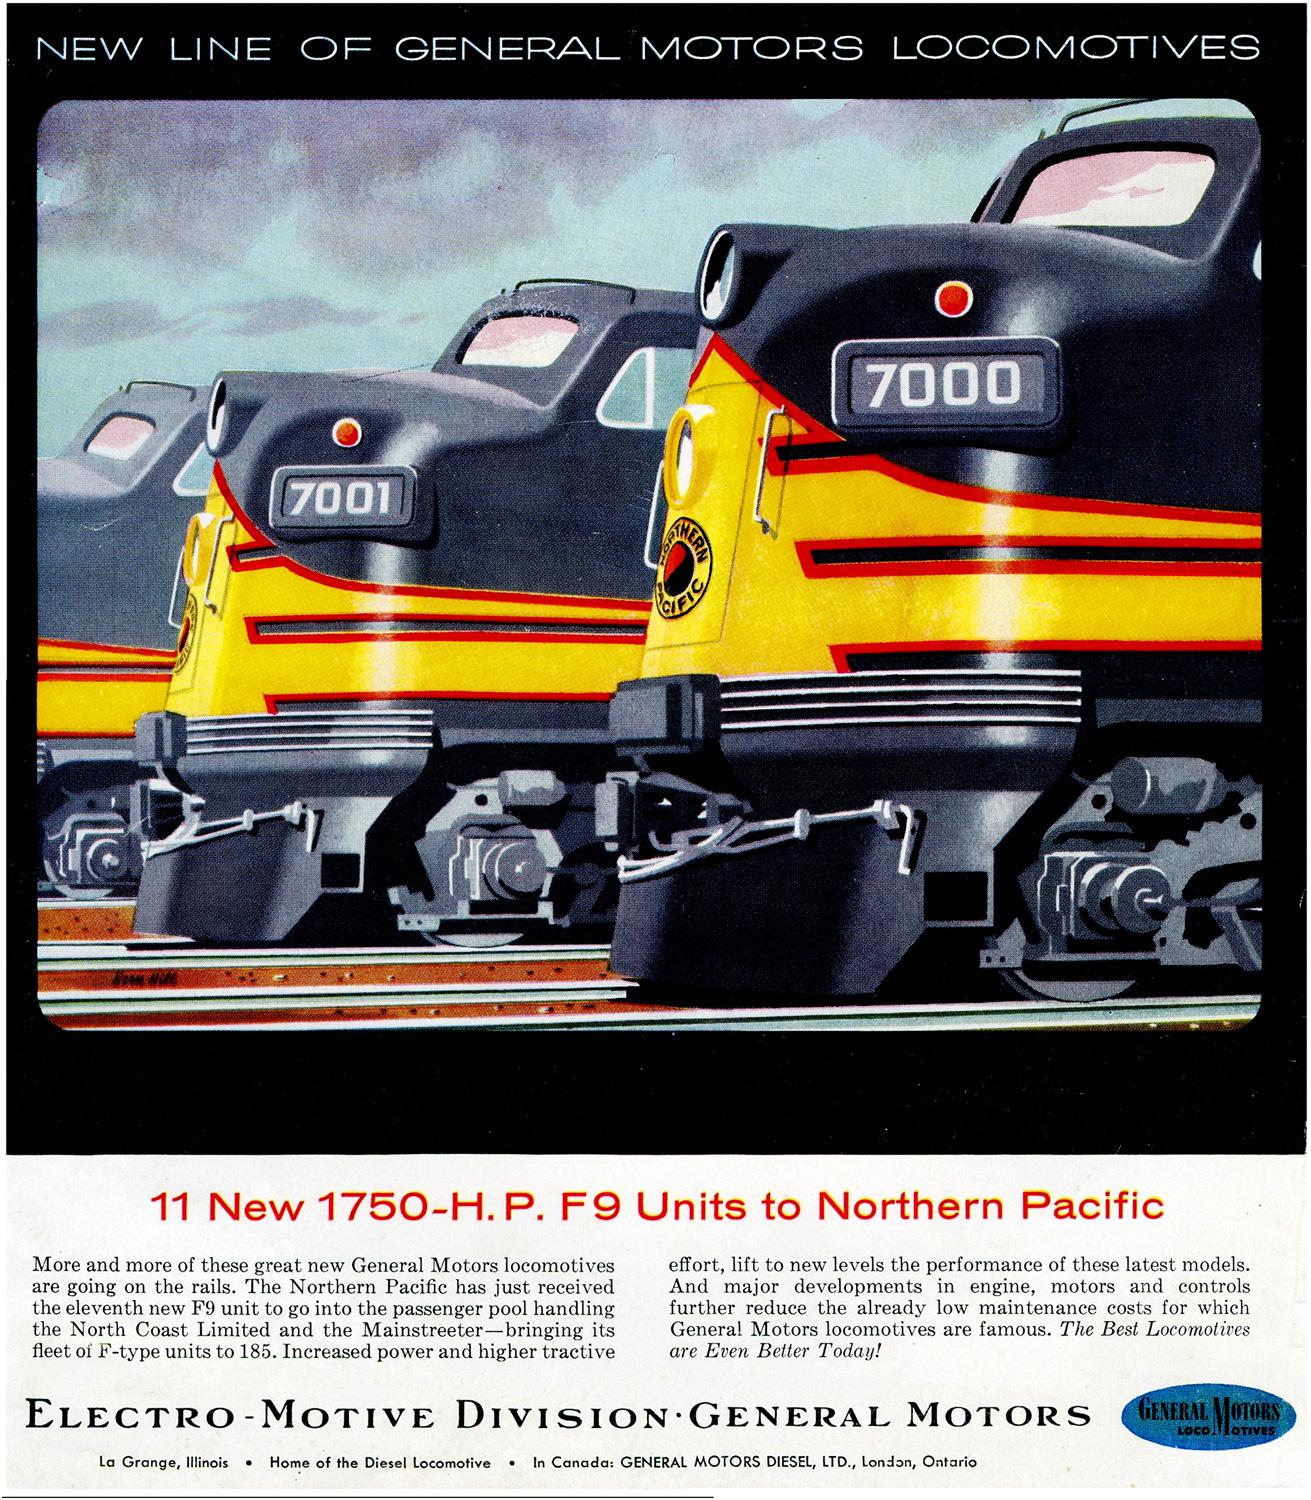 NEW LINE OF GENERAL MOTORS LOCOMOTIVES
7000
7001
NORTHERN
PACIFIC
11 New 1750-H.P. F9 Units to Northern Pacific
More and more of these great new General Motors locomotives
are going on the rails. The Northern Pacific has just received
the eleventh new F9 unit to go into the passenger pool handling
the North Coast Limited and the Mainstreeter—bringing its
fleet of F-type units to 185. Increased power and higher tractive
effort, lift to new levels the performance of these latest models.
And major developments in engine, motors and controls
further reduce the already low maintenance costs for which
General Motors locomotives are famous. The Best Locomotives
are Even Better Today!
ELECTRO-MOTIVE DIVISION·GENERAL MOTORS
GENERAL MOTORS
LOCOMOTIVES
La Grange, Illinois • Home of the Diesel Locomotive • In Canada: GENERAL MOTORS DIESEL, LTD., London, Ontario